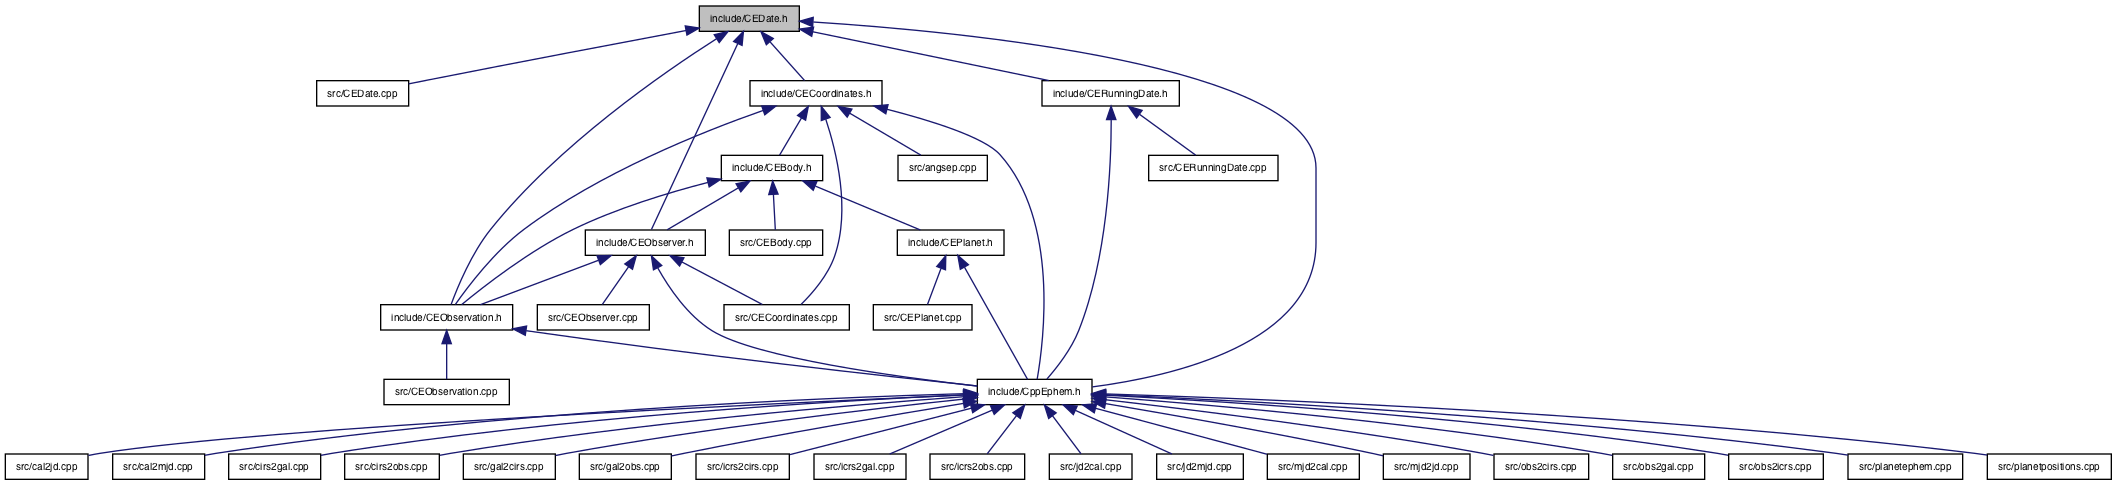 include/CEDate.h
src/CEDate.cpp
include/CECoordinates.h
include/CERunningDate.h
include/CEBody.h
src/angsep.cpp
src/CERunningDate.cpp
include/CEObserver.h
src/CEBody.cpp
include/CEPlanet.h
include/CEObservation.h
src/CEObserver.cpp
src/CECoordinates.cpp
src/CEPlanet.cpp
src/CEObservation.cpp
include/CppEphem.h
src/cal2jd.cpp
src/cal2mjd.cpp
src/cirs2gal.cpp
src/cirs2obs.cpp
src/gal2cirs.cpp
src/gal2obs.cpp
src/icrs2cirs.cpp
src/icrs2gal.cpp
src/icrs2obs.cpp
src/jd2cal.cpp
src/jd2mjd.cpp
src/mjd2cal.cpp
src/mjd2jd.cpp
src/obs2cirs.cpp
src/obs2gal.cpp
src/obs2icrs.cpp
src/planetephem.cpp
src/planetpositions.cpp